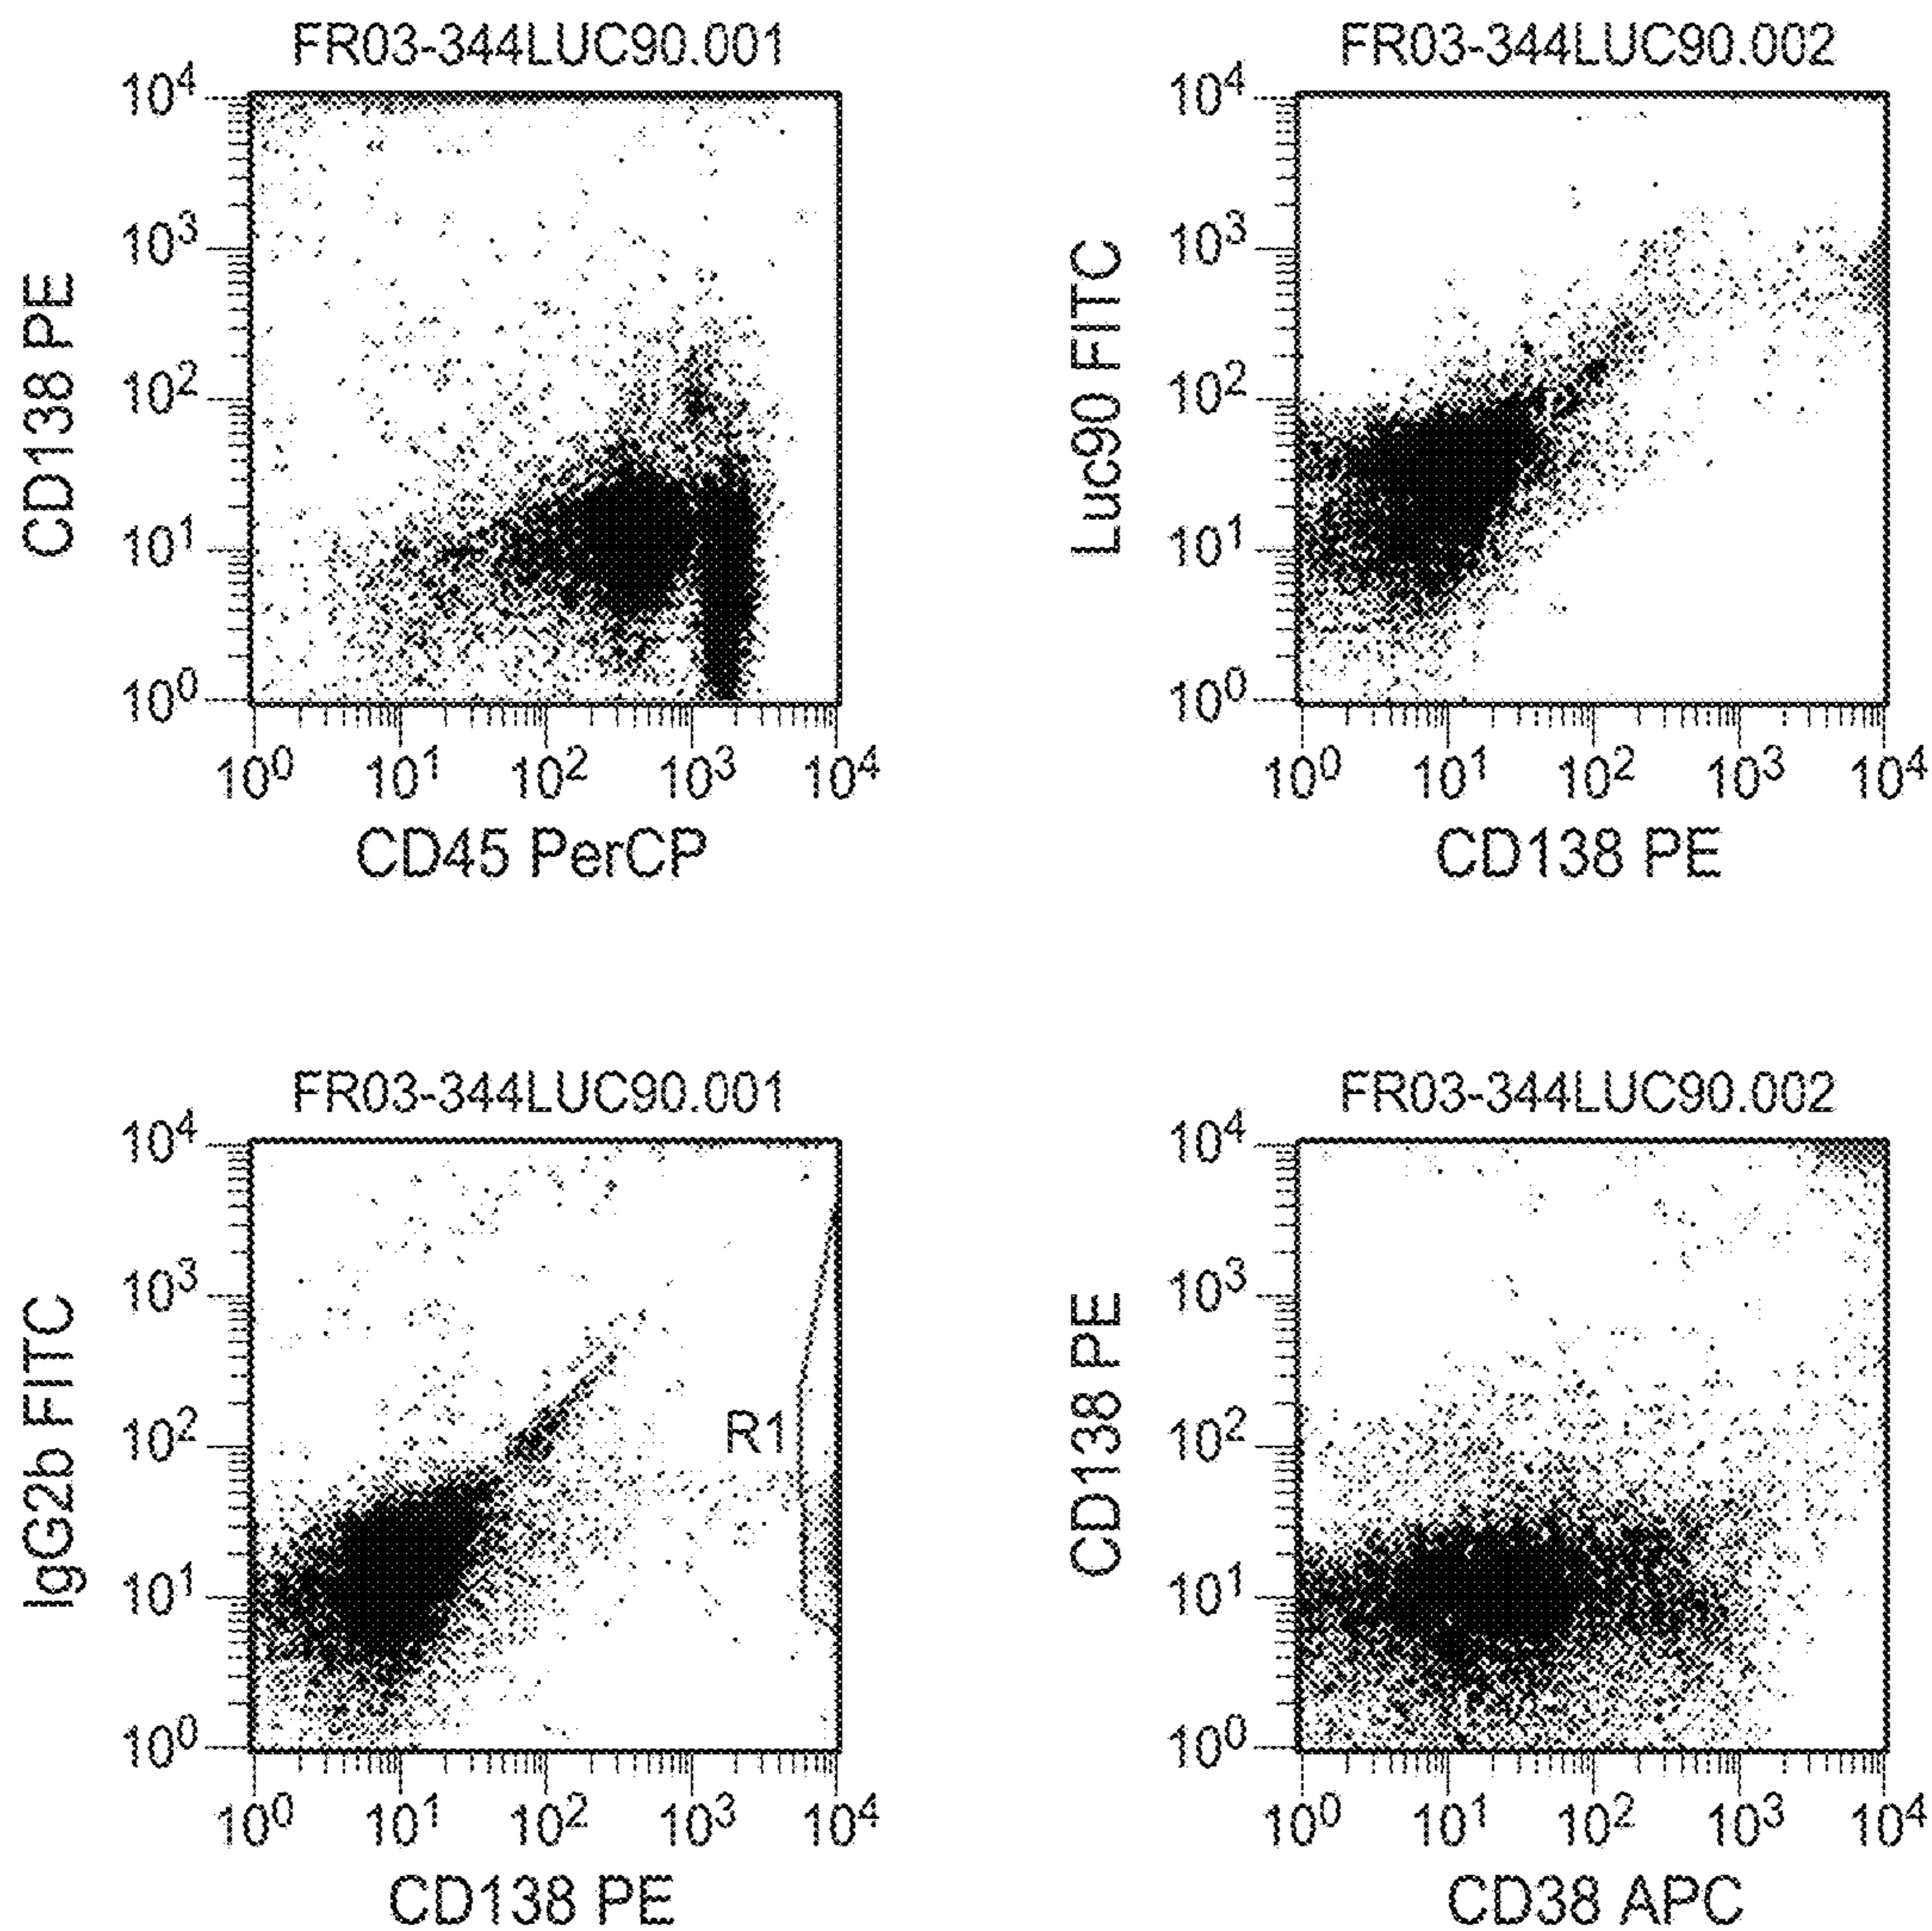 FR03-344LUC90.001
CD138 PE
10⁴
10³
10²
10¹
10⁰
10⁰ 10¹ 10² 10³ 10⁴
CD45 PerCP
FR03-344LUC90.002
Luc90 FITC
10⁴
10³
10²
10¹
10⁰
10⁰ 10¹ 10² 10³ 10⁴
CD138 PE
FR03-344LUC90.001
IgG2b FITC
10⁴
10³
10²
10¹
10⁰
R1
10⁰ 10¹ 10² 10³ 10⁴
CD138 PE
FR03-344LUC90.002
CD138 PE
10⁴
10³
10²
10¹
10⁰
10⁰ 10¹ 10² 10³ 10⁴
CD38 APC